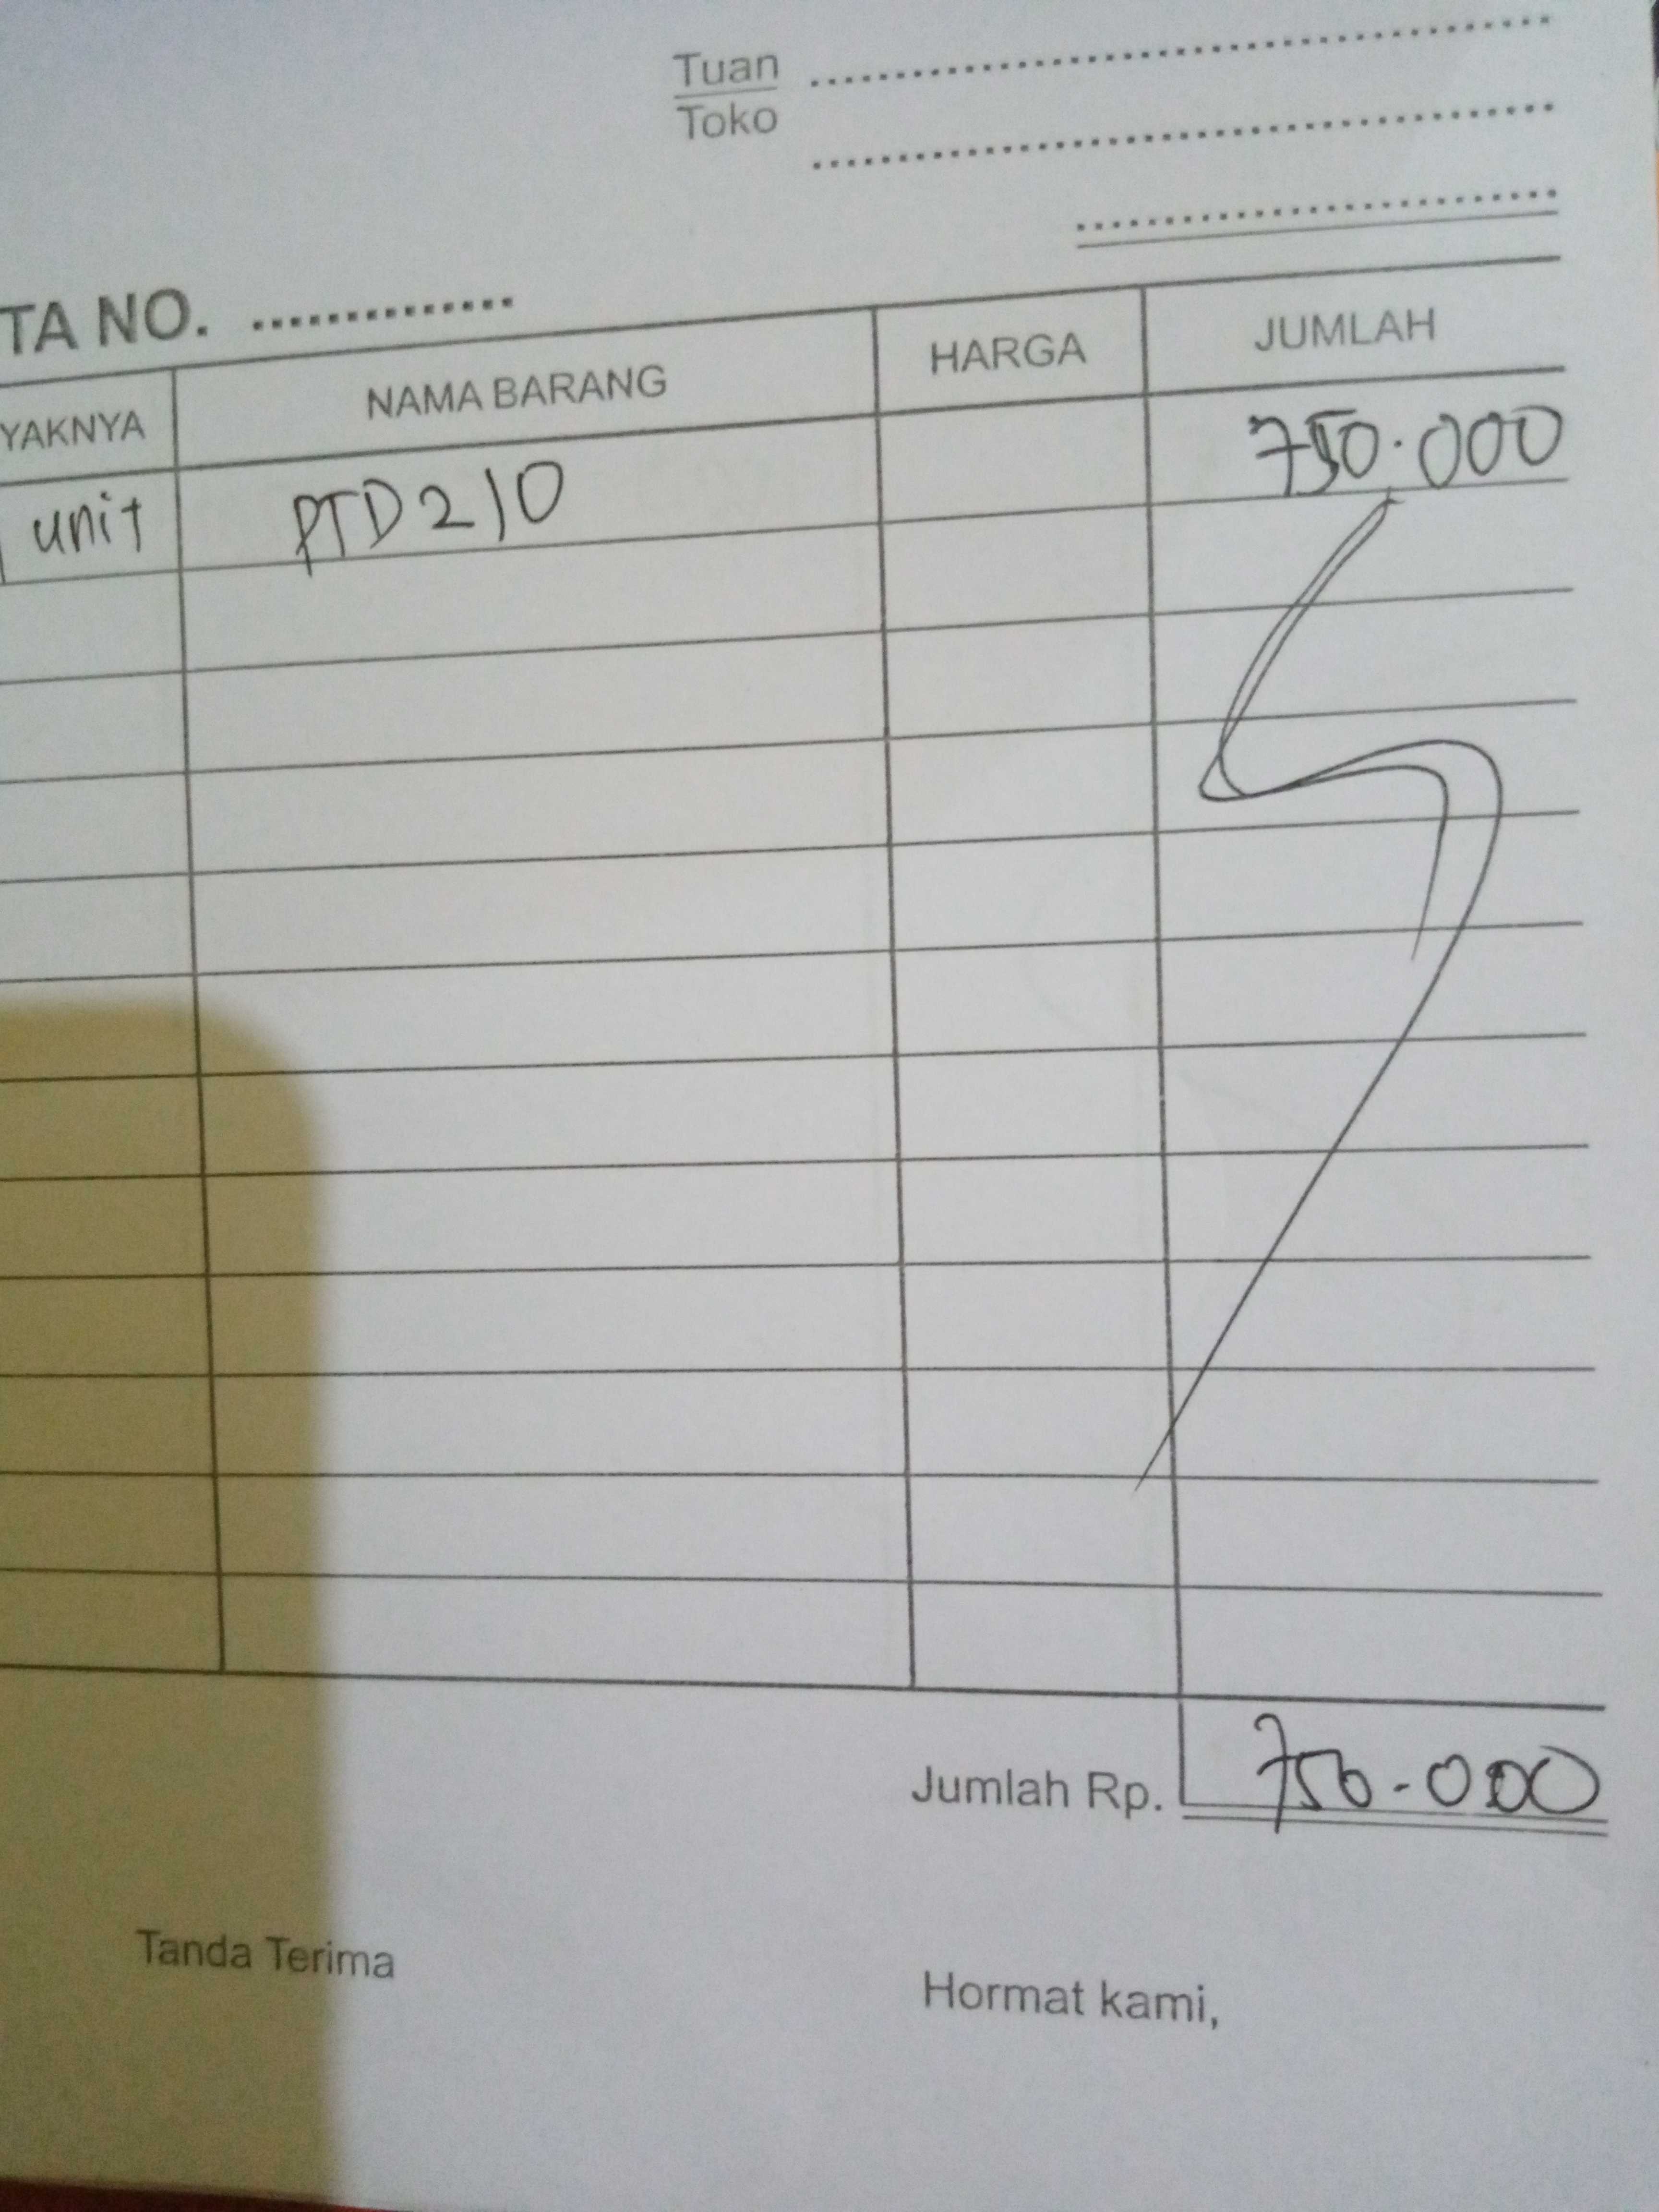 Tuan
Toko
TA NO.
YAKNYA NAMA BARANG HARGA JUMLAH
unit PTD210 750.000
Jumlah Rp. 750.000
Tanda Terima Hormat kami,